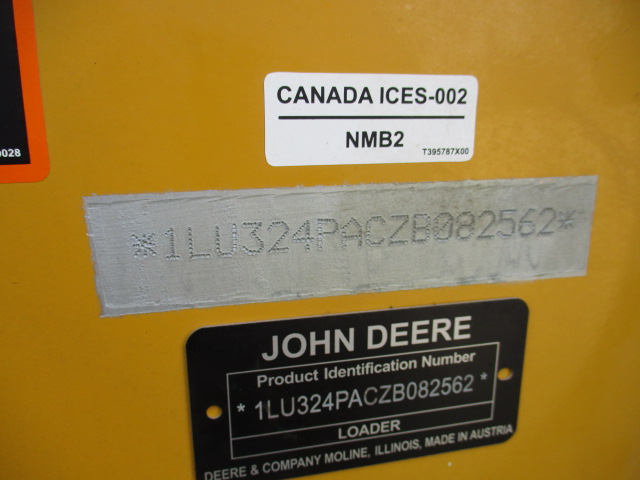 0028
CANADA ICES-002
NMB2
T395787X00
*1LU324PACZB082562*
JOHN DEERE
Product Identification Number
* 1LU324PACZB082562 *
LOADER
DEERE & COMPANY MOLINE, ILLINOIS, MADE IN AUSTRIA